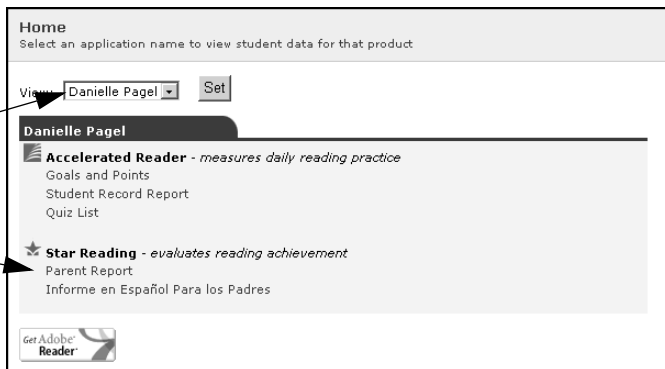 Home
Select an application name to view student data for that product
View: Danielle Pagel Set
Danielle Pagel
Accelerated Reader - measures daily reading practice
Goals and Points
Student Record Report
Quiz List
Star Reading - evaluates reading achievement
Parent Report
Informe en Español Para los Padres
Get Adobe®
Reader®